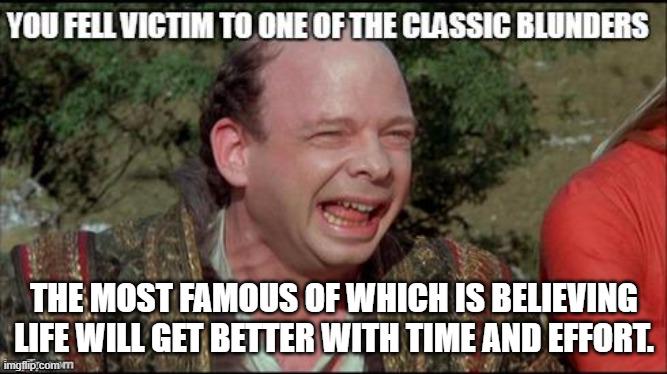 YOU FELL VICTIM TO ONE OF THE CLASSIC BLUNDERS
THE MOST FAMOUS OF WHICH IS BELIEVING
LIFE WILL GET BETTER WITH TIME AND EFFORT.
imgflip.com